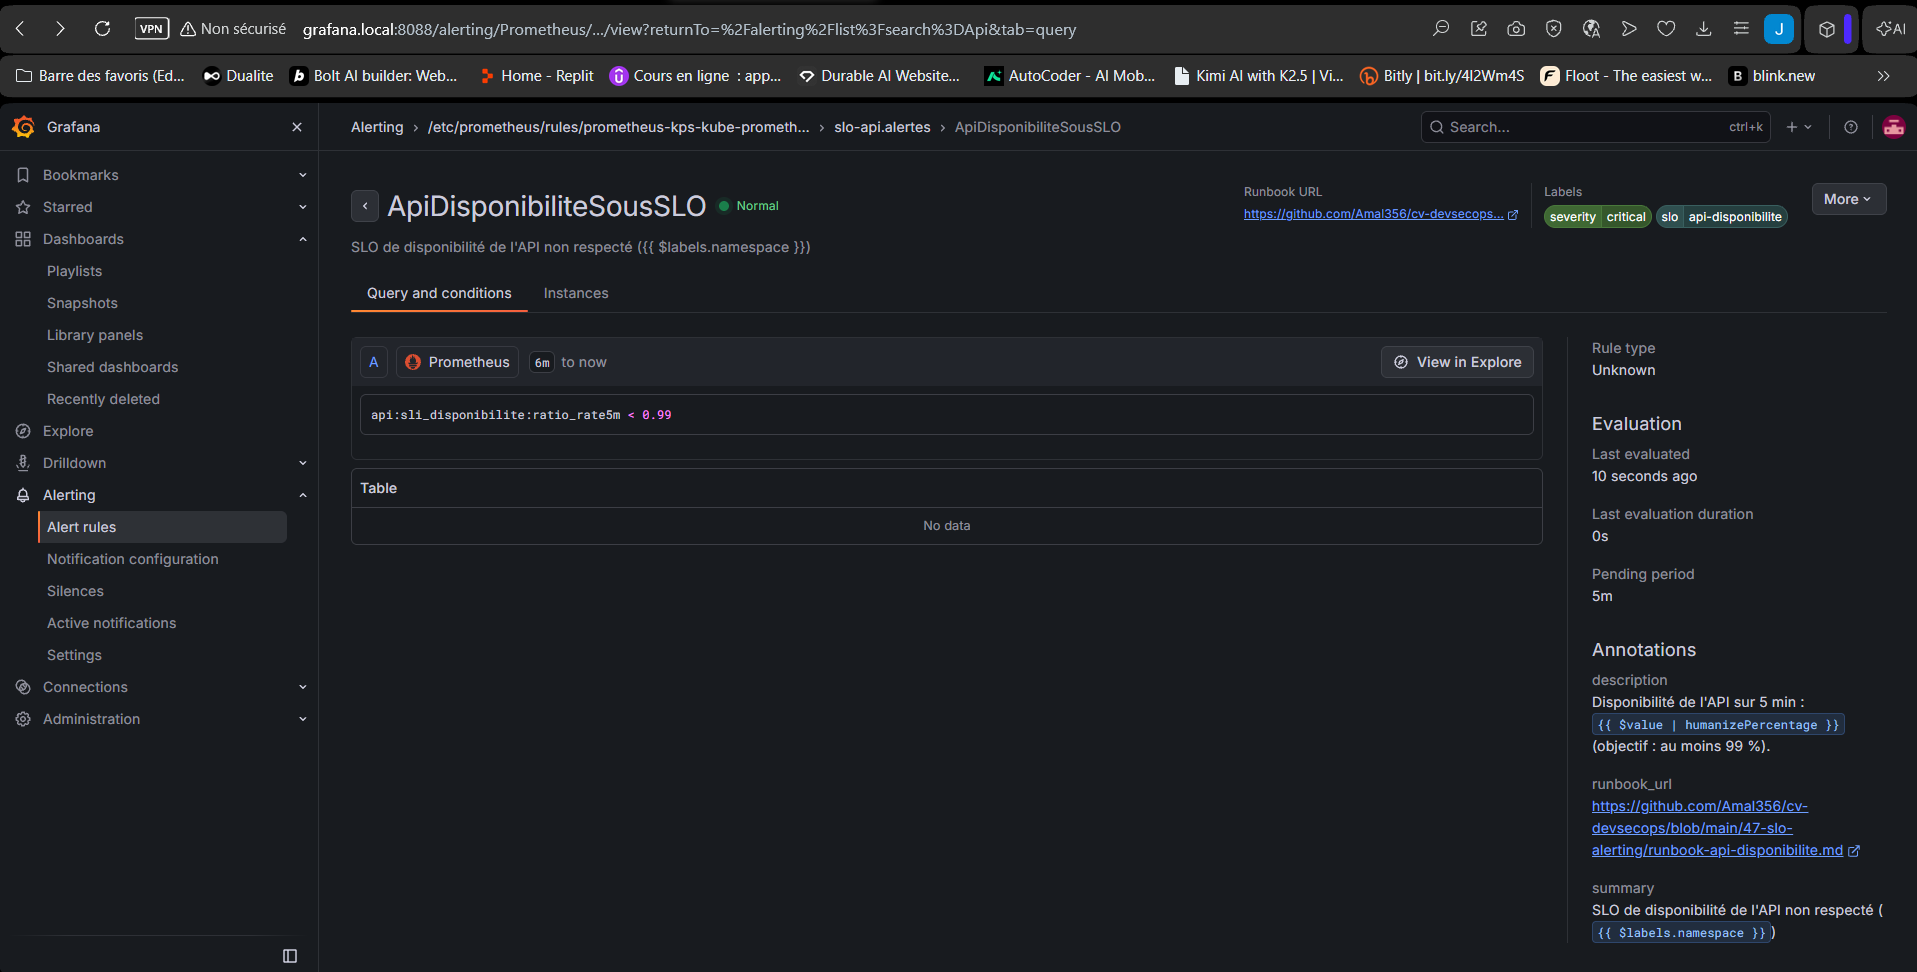 VPN
Non sécurisé
grafana.local:8088/alerting/Prometheus/.../view?returnTo=%2Falerting%2Flist%3Fsearch%3DApi&tab=query
J
AI
Barre des favoris (Ed...
Dualite
Bolt AI builder: Web...
Home - Replit
Cours en ligne : app...
Durable AI Website...
AutoCoder - AI Mob...
Kimi AI with K2.5 | Vi...
Bitly | bit.ly/4l2Wm4S
Floot - The easiest w...
blink.new
Grafana
Alerting
/etc/prometheus/rules/prometheus-kps-kube-prometh...
slo-api.alertes
ApiDisponibiliteSousSLO
Search...
ctrl+k
Bookmarks
Starred
Dashboards
Playlists
Snapshots
Library panels
Shared dashboards
Recently deleted
Explore
Drilldown
Alerting
Alert rules
Notification configuration
Silences
Active notifications
Settings
Connections
Administration
ApiDisponibiliteSousSLO
Normal
SLO de disponibilité de l'API non respecté ({{ $labels.namespace }})
Runbook URL
https://github.com/Amal356/cv-devsecops...
Labels
severity critical
slo api-disponibilite
More
Query and conditions
Instances
A
Prometheus
6m to now
View in Explore
api:sli_disponibilite:ratio_rate5m < 0.99
Table
No data
Rule type
Unknown
Evaluation
Last evaluated
10 seconds ago
Last evaluation duration
0s
Pending period
5m
Annotations
description
Disponibilité de l'API sur 5 min :
{{ $value | humanizePercentage }}
(objectif : au moins 99 %).
runbook_url
https://github.com/Amal356/cv-
devsecops/blob/main/47-slo-
alerting/runbook-api-disponibilite.md
summary
SLO de disponibilité de l'API non respecté (
{{ $labels.namespace }})